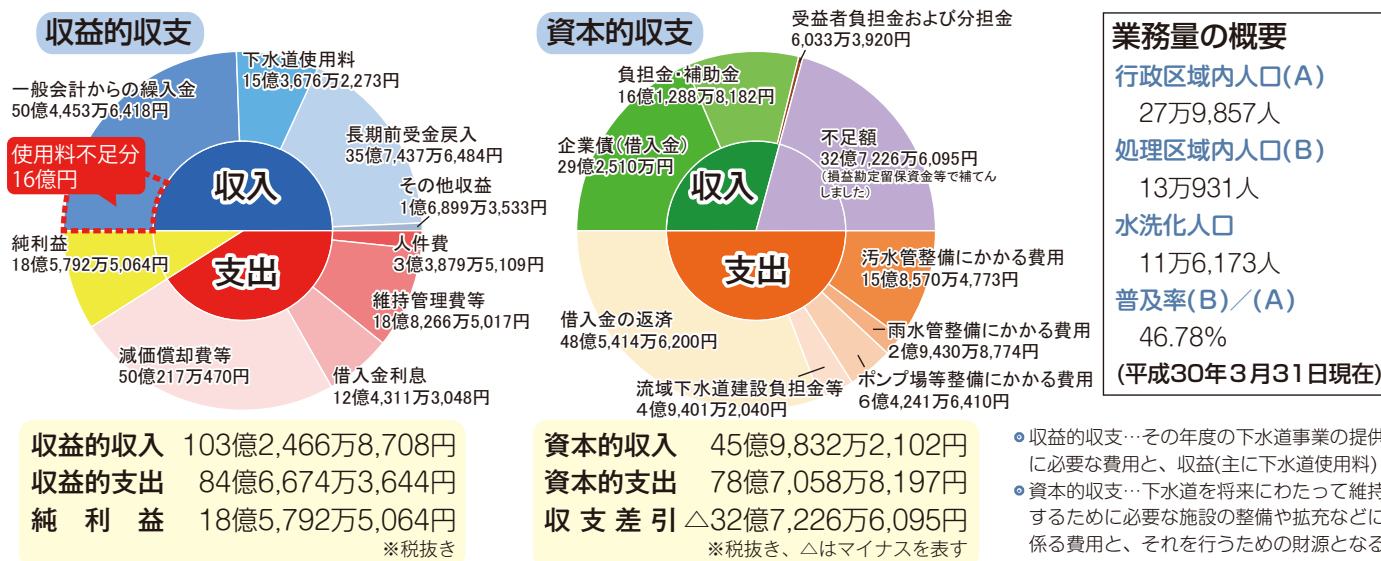 収益的収支
下水道使用料
15億3,676万2,273円
一般会計からの繰入金
50億4,453万6,418円
使用料不足分
16億円
長期前受金戻入
35億7,437万6,484円
その他収益
1億6,899万3,533円
収入
支出
純利益
18億5,792万5,064円
人件費
3億3,879万5,109円
維持管理費等
18億8,266万5,017円
減価償却費等
50億217万470円
借入金利息
12億4,311万3,048円
収益的収入 103億2,466万8,708円
収益的支出 84億6,674万3,644円
純利益 18億5,792万5,064円
※税抜き
資本的収支
受益者負担金および分担金
6,033万3,920円
負担金・補助金
16億1,288万8,182円
企業債(借入金)
29億2,510万円
不足額
32億7,226万6,095円
(損益勘定留保資金等で補てん
しました)
収入
支出
汚水管整備にかかる費用
15億8,570万4,773円
雨水管整備にかかる費用
2億9,430万8,774円
ポンプ場等整備にかかる費用
6億4,241万6,410円
借入金の返済
48億5,414万6,200円
流域下水道建設負担金等
4億9,401万2,040円
資本的収入 45億9,832万2,102円
資本的支出 78億7,058万8,197円
収支差引 △32億7,226万6,095円
※税抜き、△はマイナスを表す
業務量の概要
行政区域内人口(A)
27万9,857人
処理区域内人口(B)
13万931人
水洗化人口
11万6,173人
普及率(B)／(A)
46.78%
(平成30年3月31日現在)
収益的収支…その年度の下水道事業の提供
に必要な費用と、収益(主に下水道使用料)
資本的収支…下水道を将来にわたって維持
するために必要な施設の整備や拡充などに
係る費用と、それを行うための財源となる